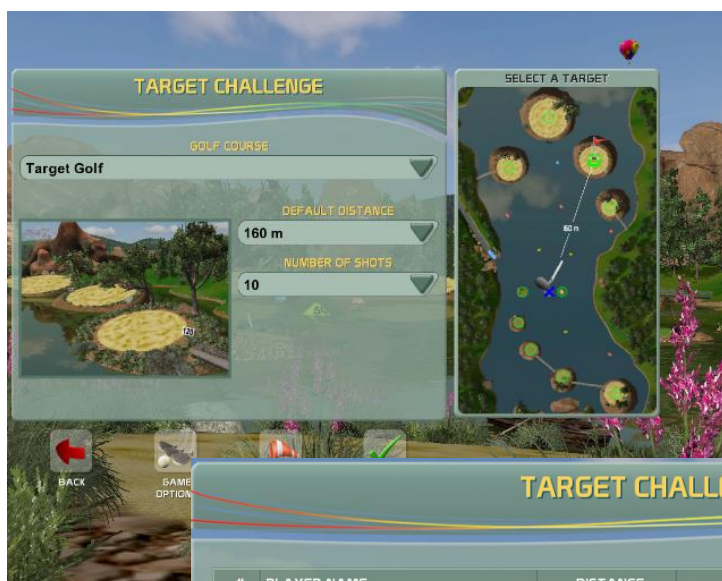 TARGET CHALLENGE
GOLF COURSE
Target Golf
DEFAULT DISTANCE
160 m
NUMBER OF SHOTS
10
120
SELECT A TARGET
BACK
GAME
OPTION
TARGET CHALL
# PLAYER NAME DISTANCE